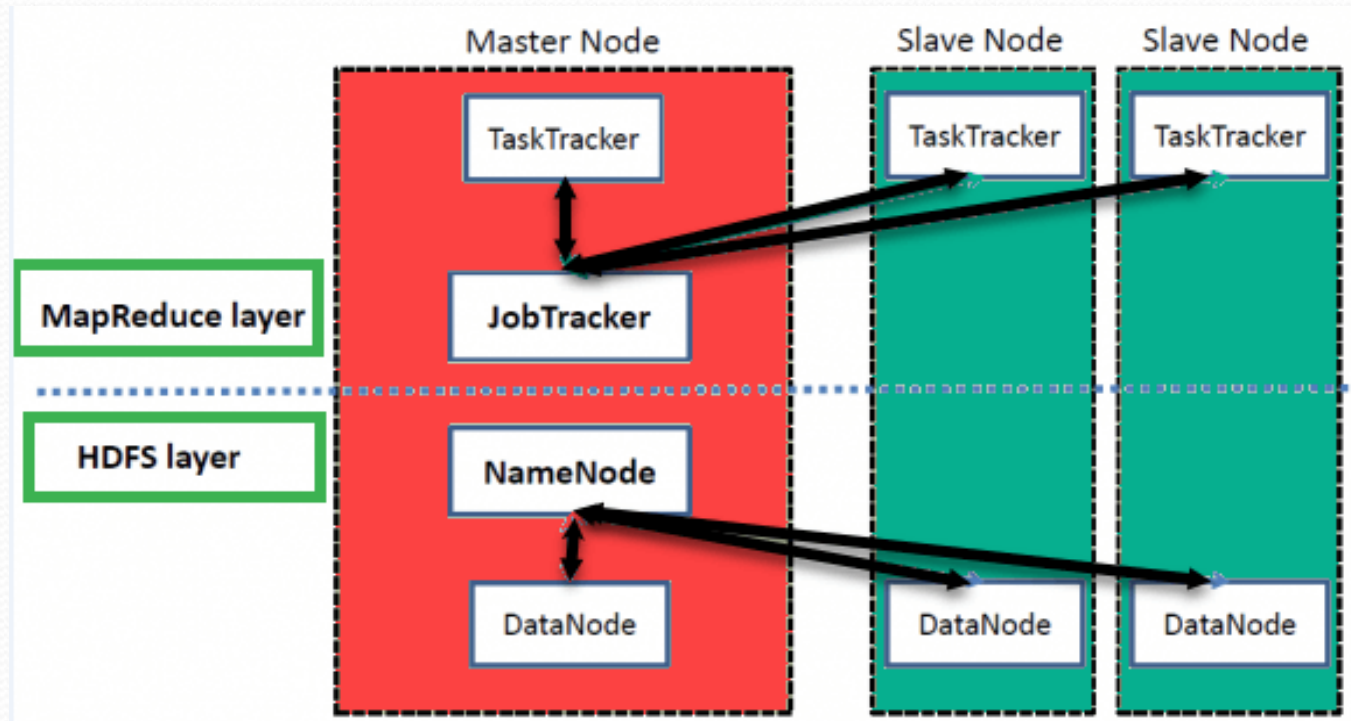 Master Node
Slave Node
Slave Node
TaskTracker
TaskTracker
TaskTracker
MapReduce layer
JobTracker
HDFS layer
NameNode
DataNode
DataNode
DataNode